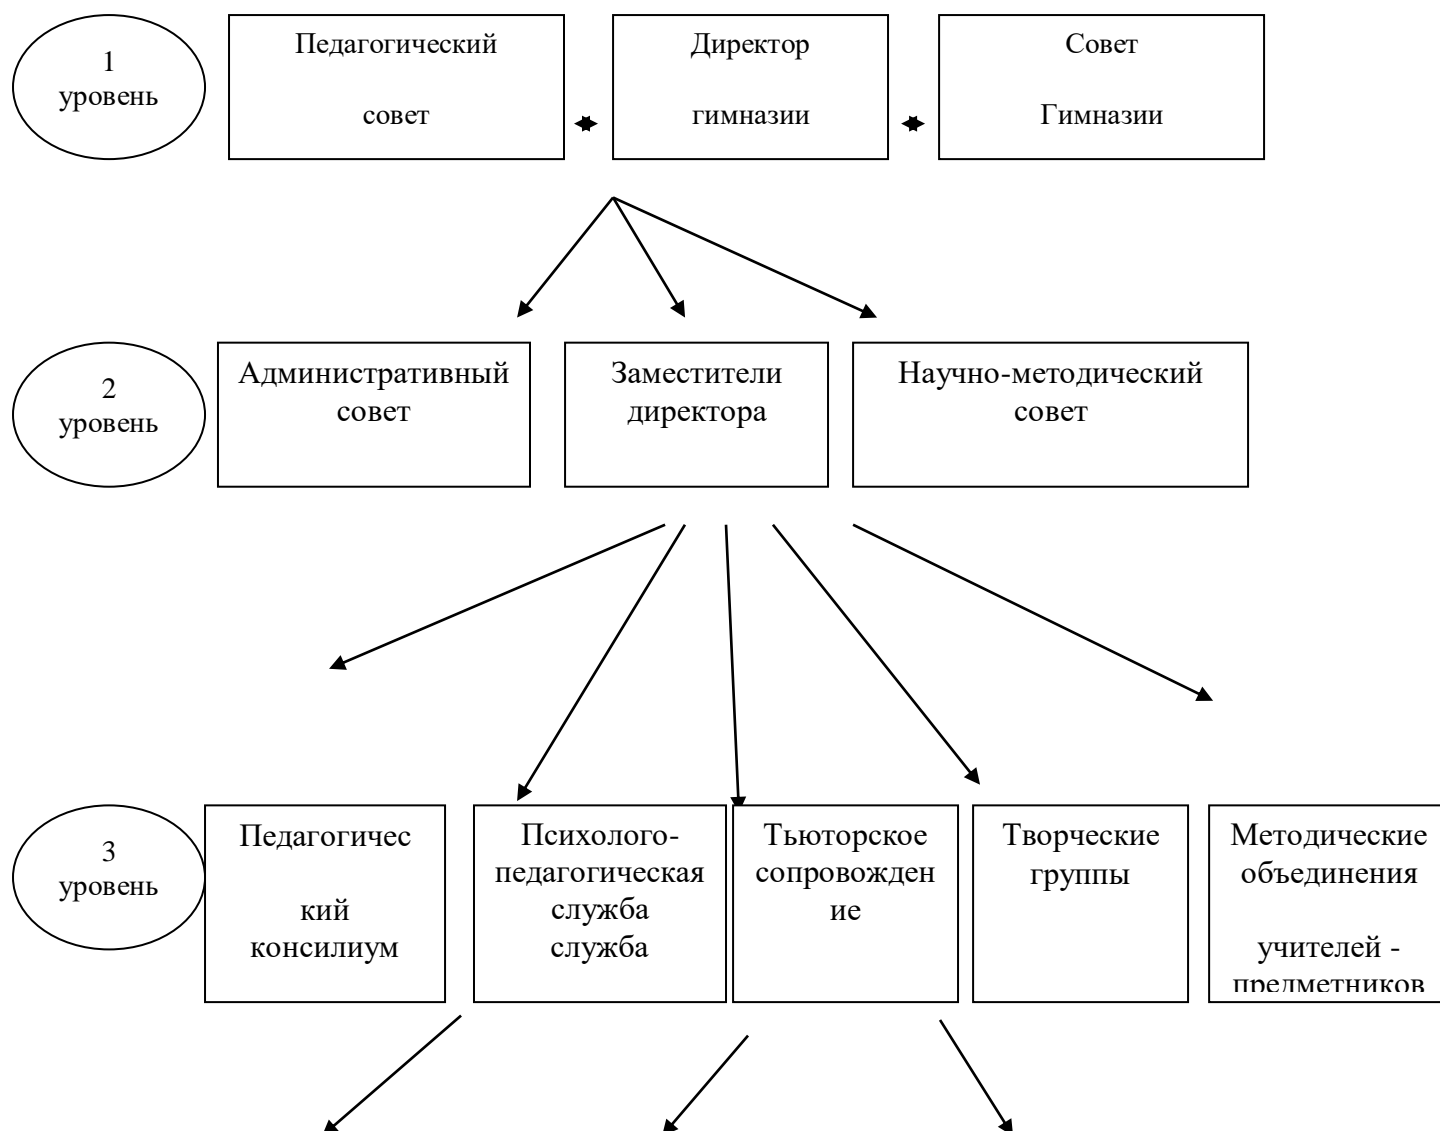 1
уровень
Педагогический
совет
Директор
гимназии
Совет
Гимназии
2
уровень
Административный
совет
Заместители
директора
Научно-методический
совет
3
уровень
Педагогичес
кий
консилиум
Психолого-
педагогическая
служба
служба
Тьюторское
сопровожден
ие
Творческие
группы
Методические
объединения
учителей -
предметников